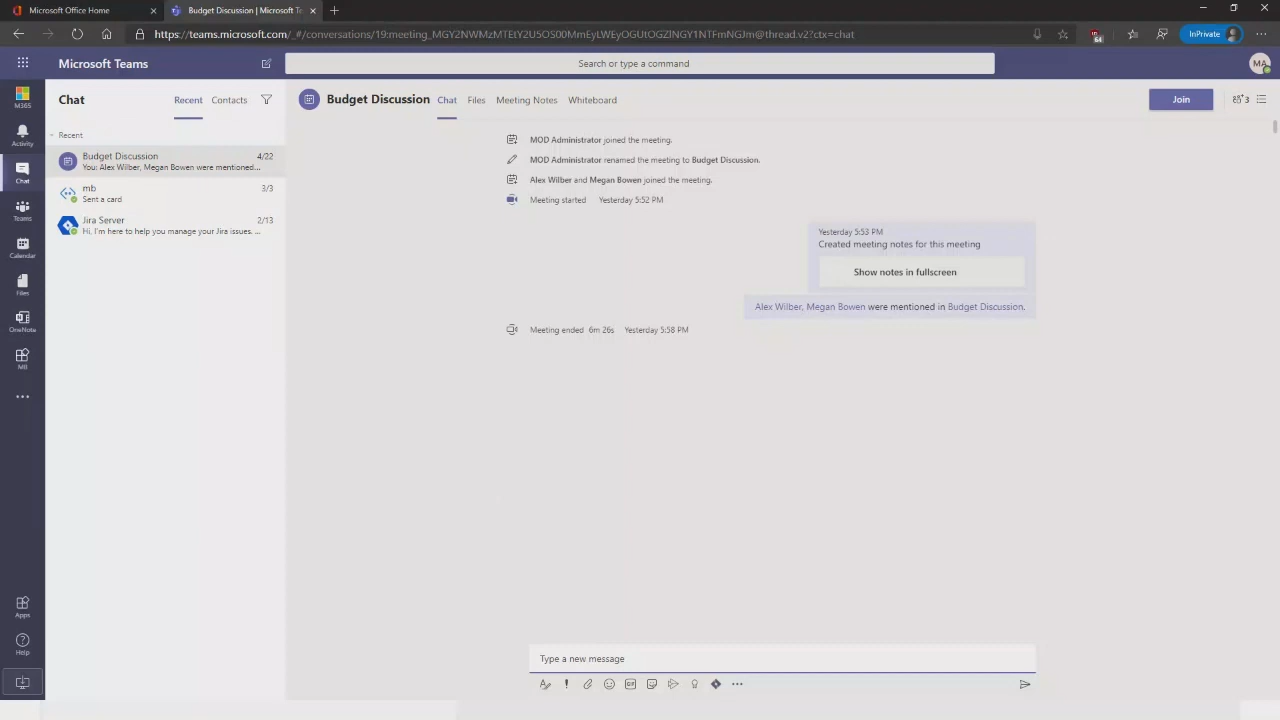 Microsoft Office Home
Budget Discussion | Microsoft Te
https://teams.microsoft.com/_#/conversations/19:meeting_MGY2NWMzMTEtY2U5OS00MmEyLWEyOGUtOGZlNGY1NTFmNGJm@thread.v2?ctx=chat
64
InPrivate
Microsoft Teams
Search or type a command
MA
M365
Activity
Chat
Teams
Calendar
Files
OneNote
MB
Apps
Help
Chat
Recent
Contacts
Recent
Budget Discussion
4/22
You: Alex Wilber, Megan Bowen were mentioned...
mb
3/3
Sent a card
Jira Server
2/13
Hi, I'm here to help you manage your Jira issues. ...
Budget Discussion
Chat
Files
Meeting Notes
Whiteboard
Join
3
MOD Administrator joined the meeting.
MOD Administrator renamed the meeting to Budget Discussion.
Alex Wilber and Megan Bowen joined the meeting.
Meeting started Yesterday 5:52 PM
Yesterday 5:53 PM
Created meeting notes for this meeting
Show notes in fullscreen
Alex Wilber, Megan Bowen were mentioned in Budget Discussion.
Meeting ended 6m 26s Yesterday 5:58 PM
Type a new message
GIF